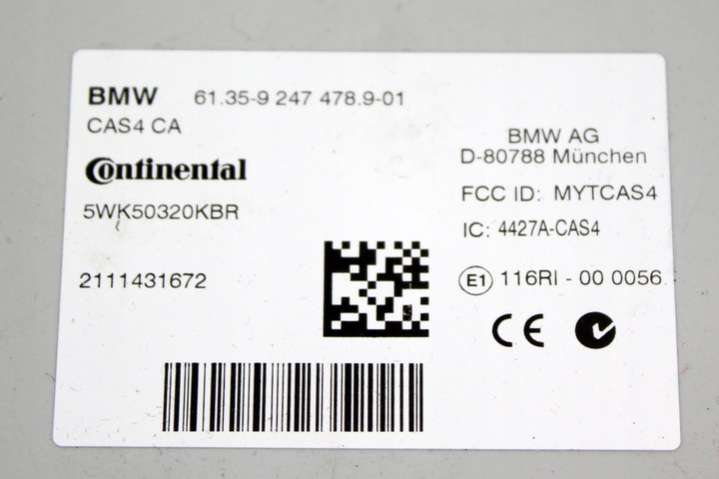 BMW 61.35-9 247 478.9-01
CAS4 CA
Continental
5WK50320KBR
2111431672
BMW AG
D-80788 München
FCC ID: MYTCAS4
IC: 4427A-CAS4
E1 116RI - 00 0056
CE